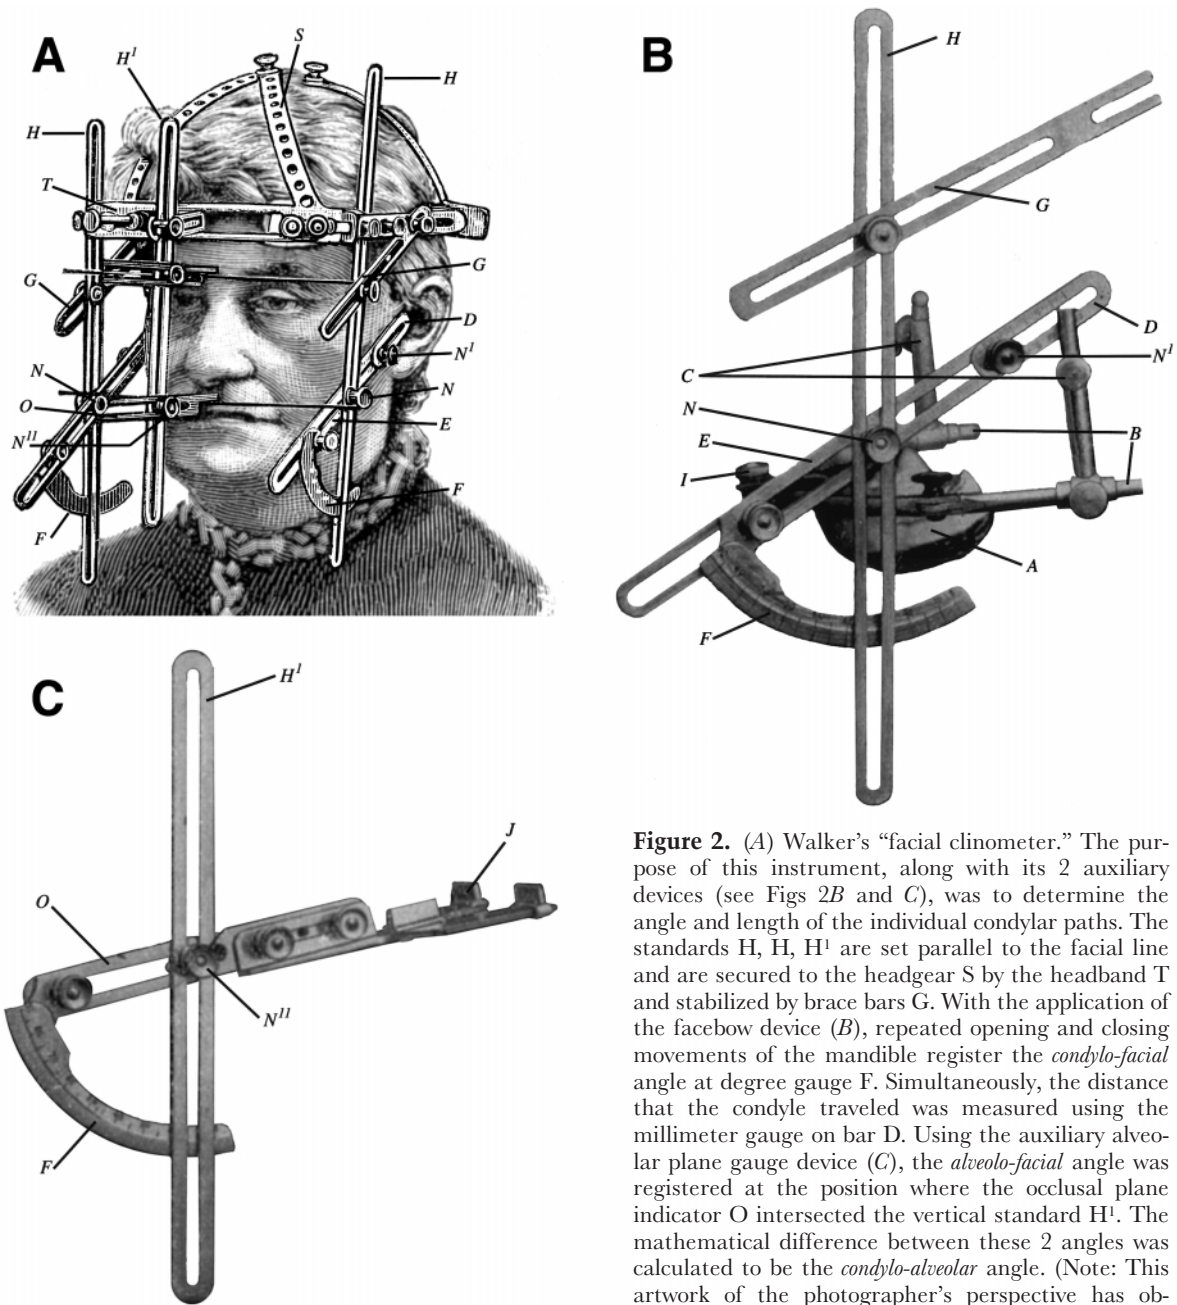 A
S
H¹
H
H
T
G
G
D
N¹
N
N
O
E
N¹¹
F
F
B
H
G
D
C
N¹
N
E
B
I
A
F
C
H¹
J
O
N¹¹
F
Figure 2. (A) Walker's “facial clinometer.” The pur-
pose of this instrument, along with its 2 auxiliary
devices (see Figs 2B and C), was to determine the
angle and length of the individual condylar paths. The
standards H, H, H¹ are set parallel to the facial line
and are secured to the headgear S by the headband T
and stabilized by brace bars G. With the application of
the facebow device (B), repeated opening and closing
movements of the mandible register the condylo-facial
angle at degree gauge F. Simultaneously, the distance
that the condyle traveled was measured using the
millimeter gauge on bar D. Using the auxiliary alveo-
lar plane gauge device (C), the alveolo-facial angle was
registered at the position where the occlusal plane
indicator O intersected the vertical standard H¹. The
mathematical difference between these 2 angles was
calculated to be the condylo-alveolar angle. (Note: This
artwork of the photographer's perspective has ob-